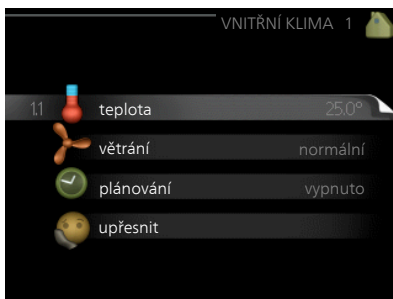 VNITŘNÍ KLIMA 1
1.1 teplota 25.0°
větrání normální
plánování vypnuto
upřesnit